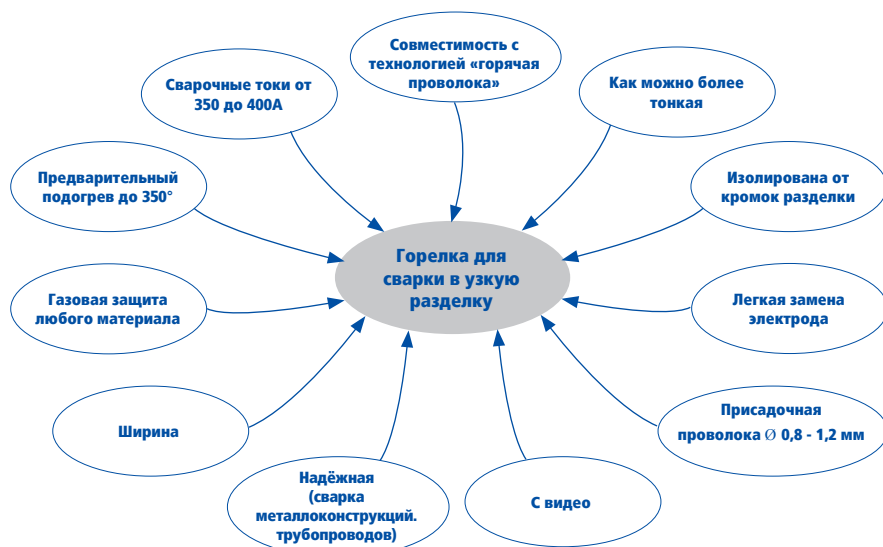 Совместимость с
технологией «горячая
проволока»
Сварочные токи от
350 до 400А
Как можно более
тонкая
Предварительный
подогрев до 350°
Изолирована от
кромок разделки
Горелка для
сварки в узкую
разделку
Газовая защита
любого материала
Легкая замена
электрода
Ширина
Присадочная
проволока Ø 0,8 - 1,2 мм
Надёжная
(сварка
металлоконструкций.
трубопроводов)
С видео